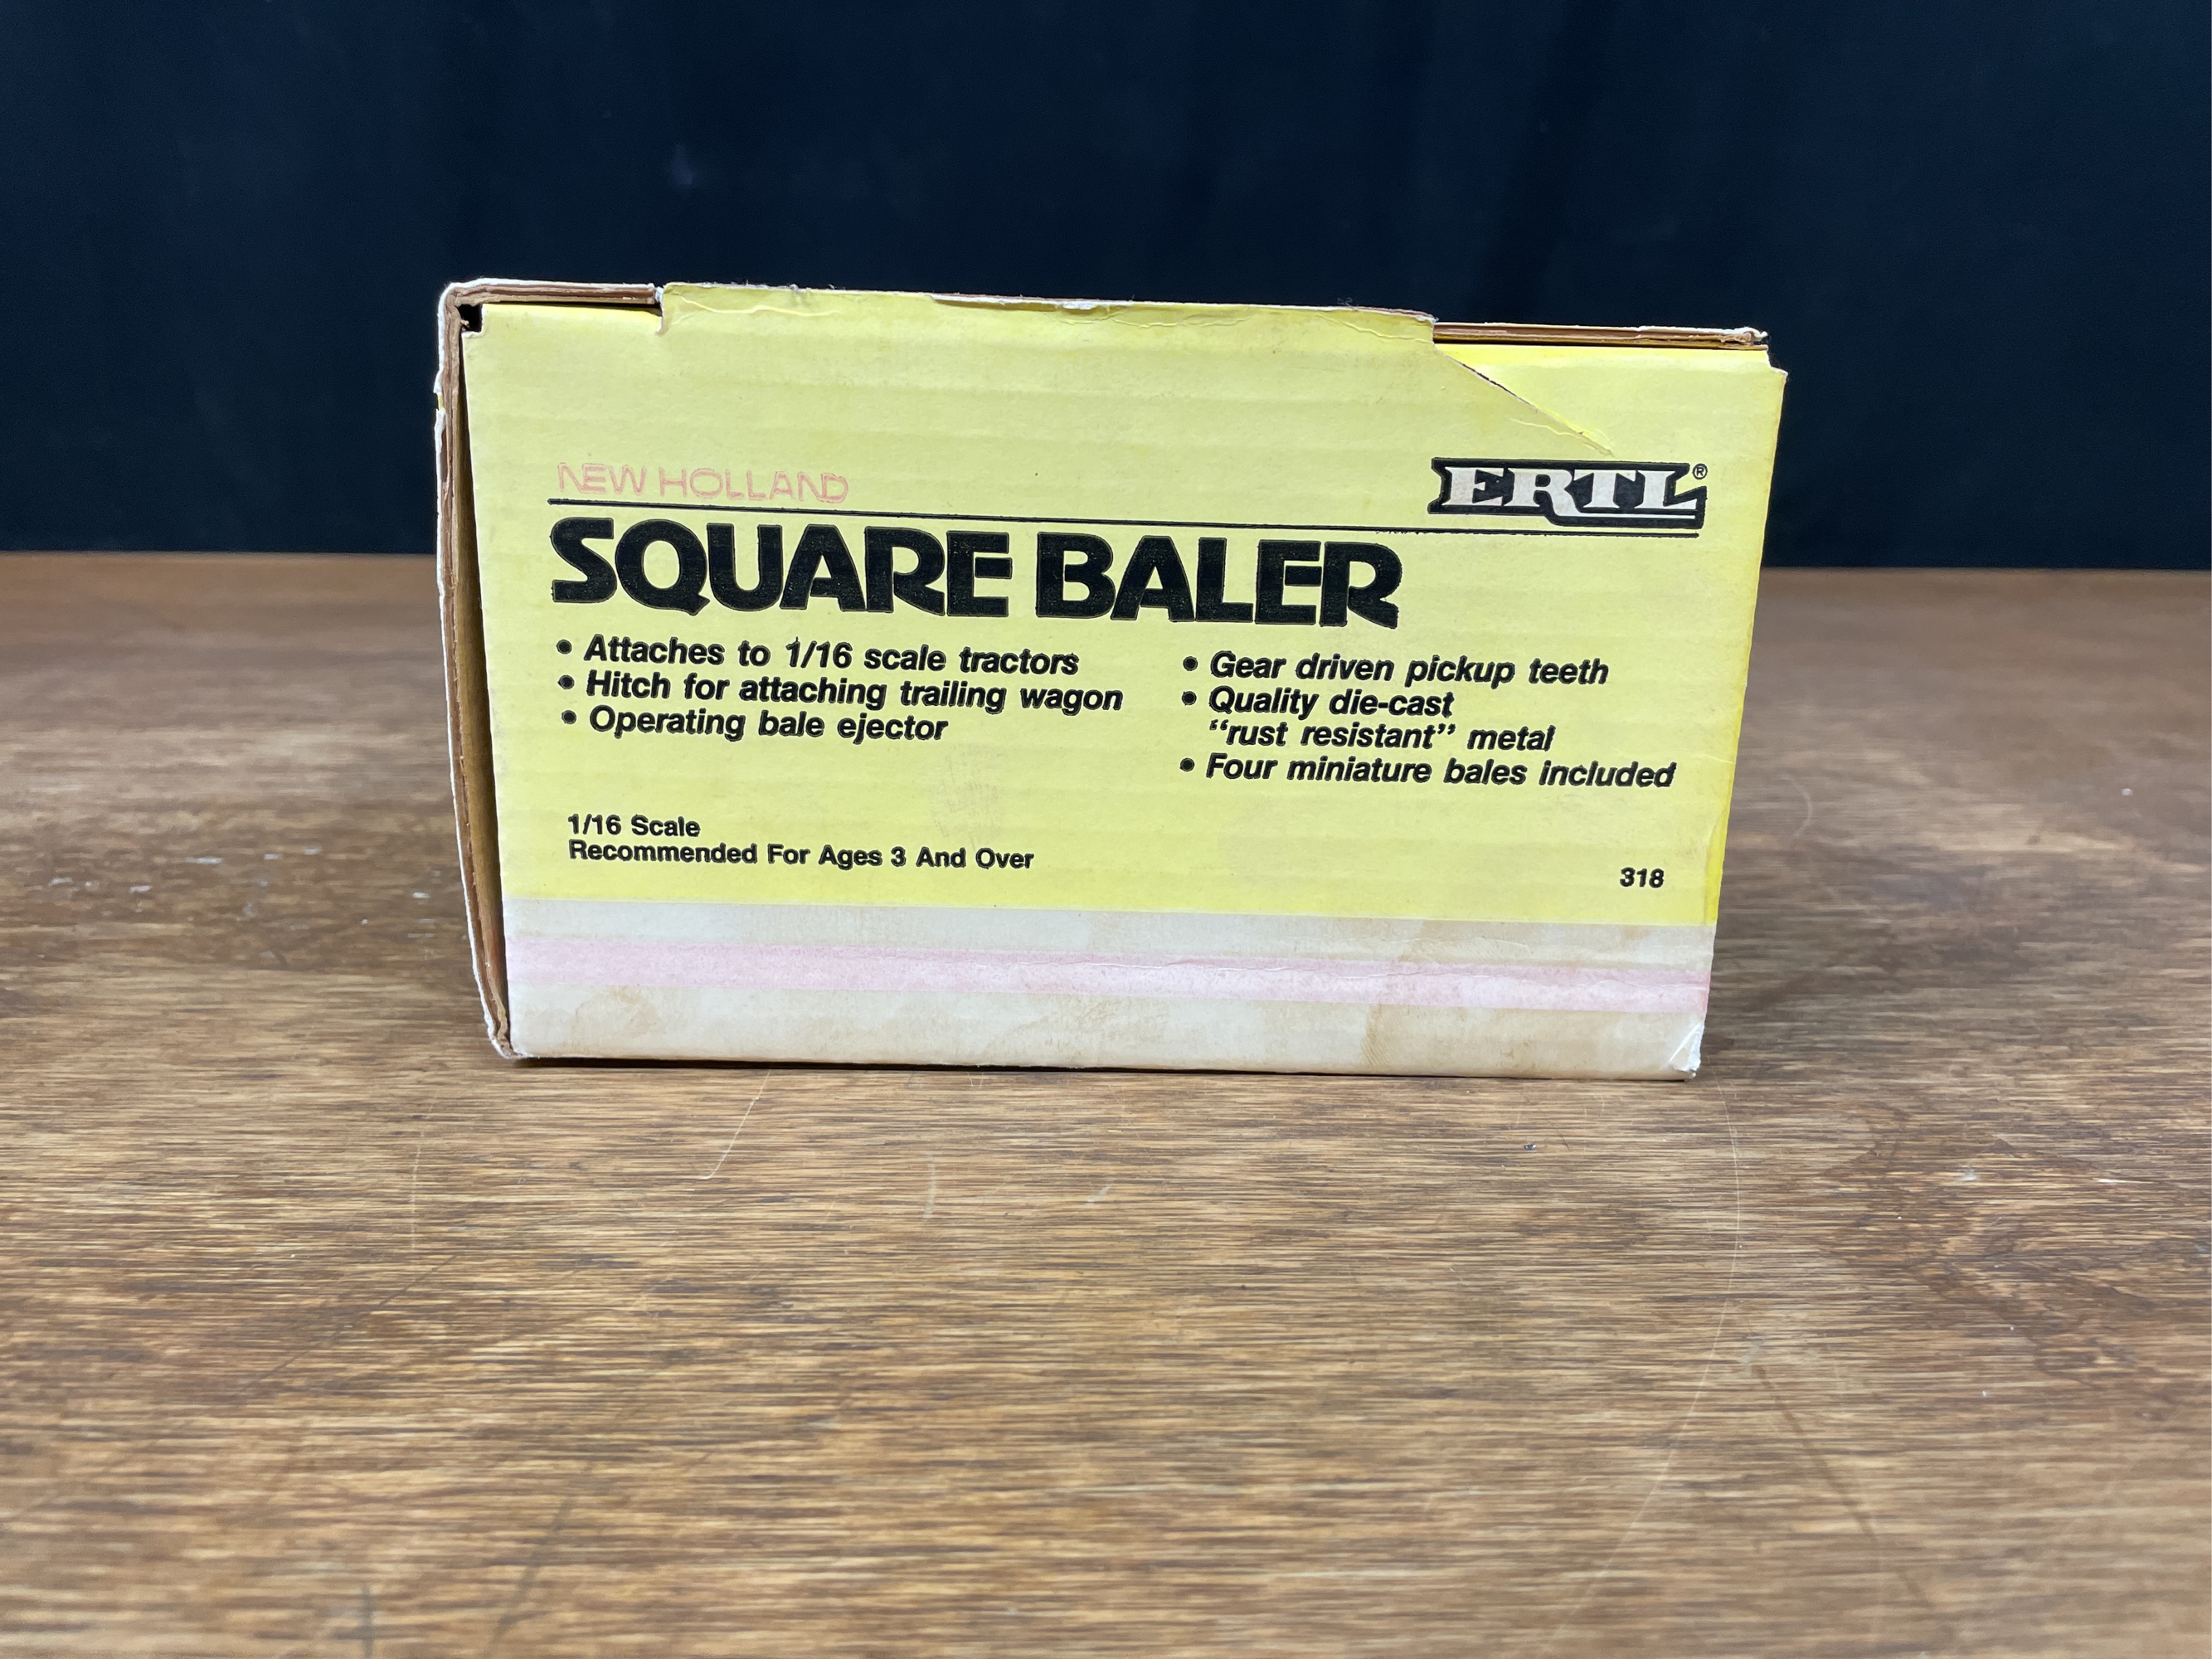 NEW HOLLAND
ERTL®
SQUARE BALER
• Attaches to 1/16 scale tractors
• Hitch for attaching trailing wagon
• Operating bale ejector
• Gear driven pickup teeth
• Quality die-cast
“rust resistant” metal
• Four miniature bales included
1/16 Scale
Recommended For Ages 3 And Over
318